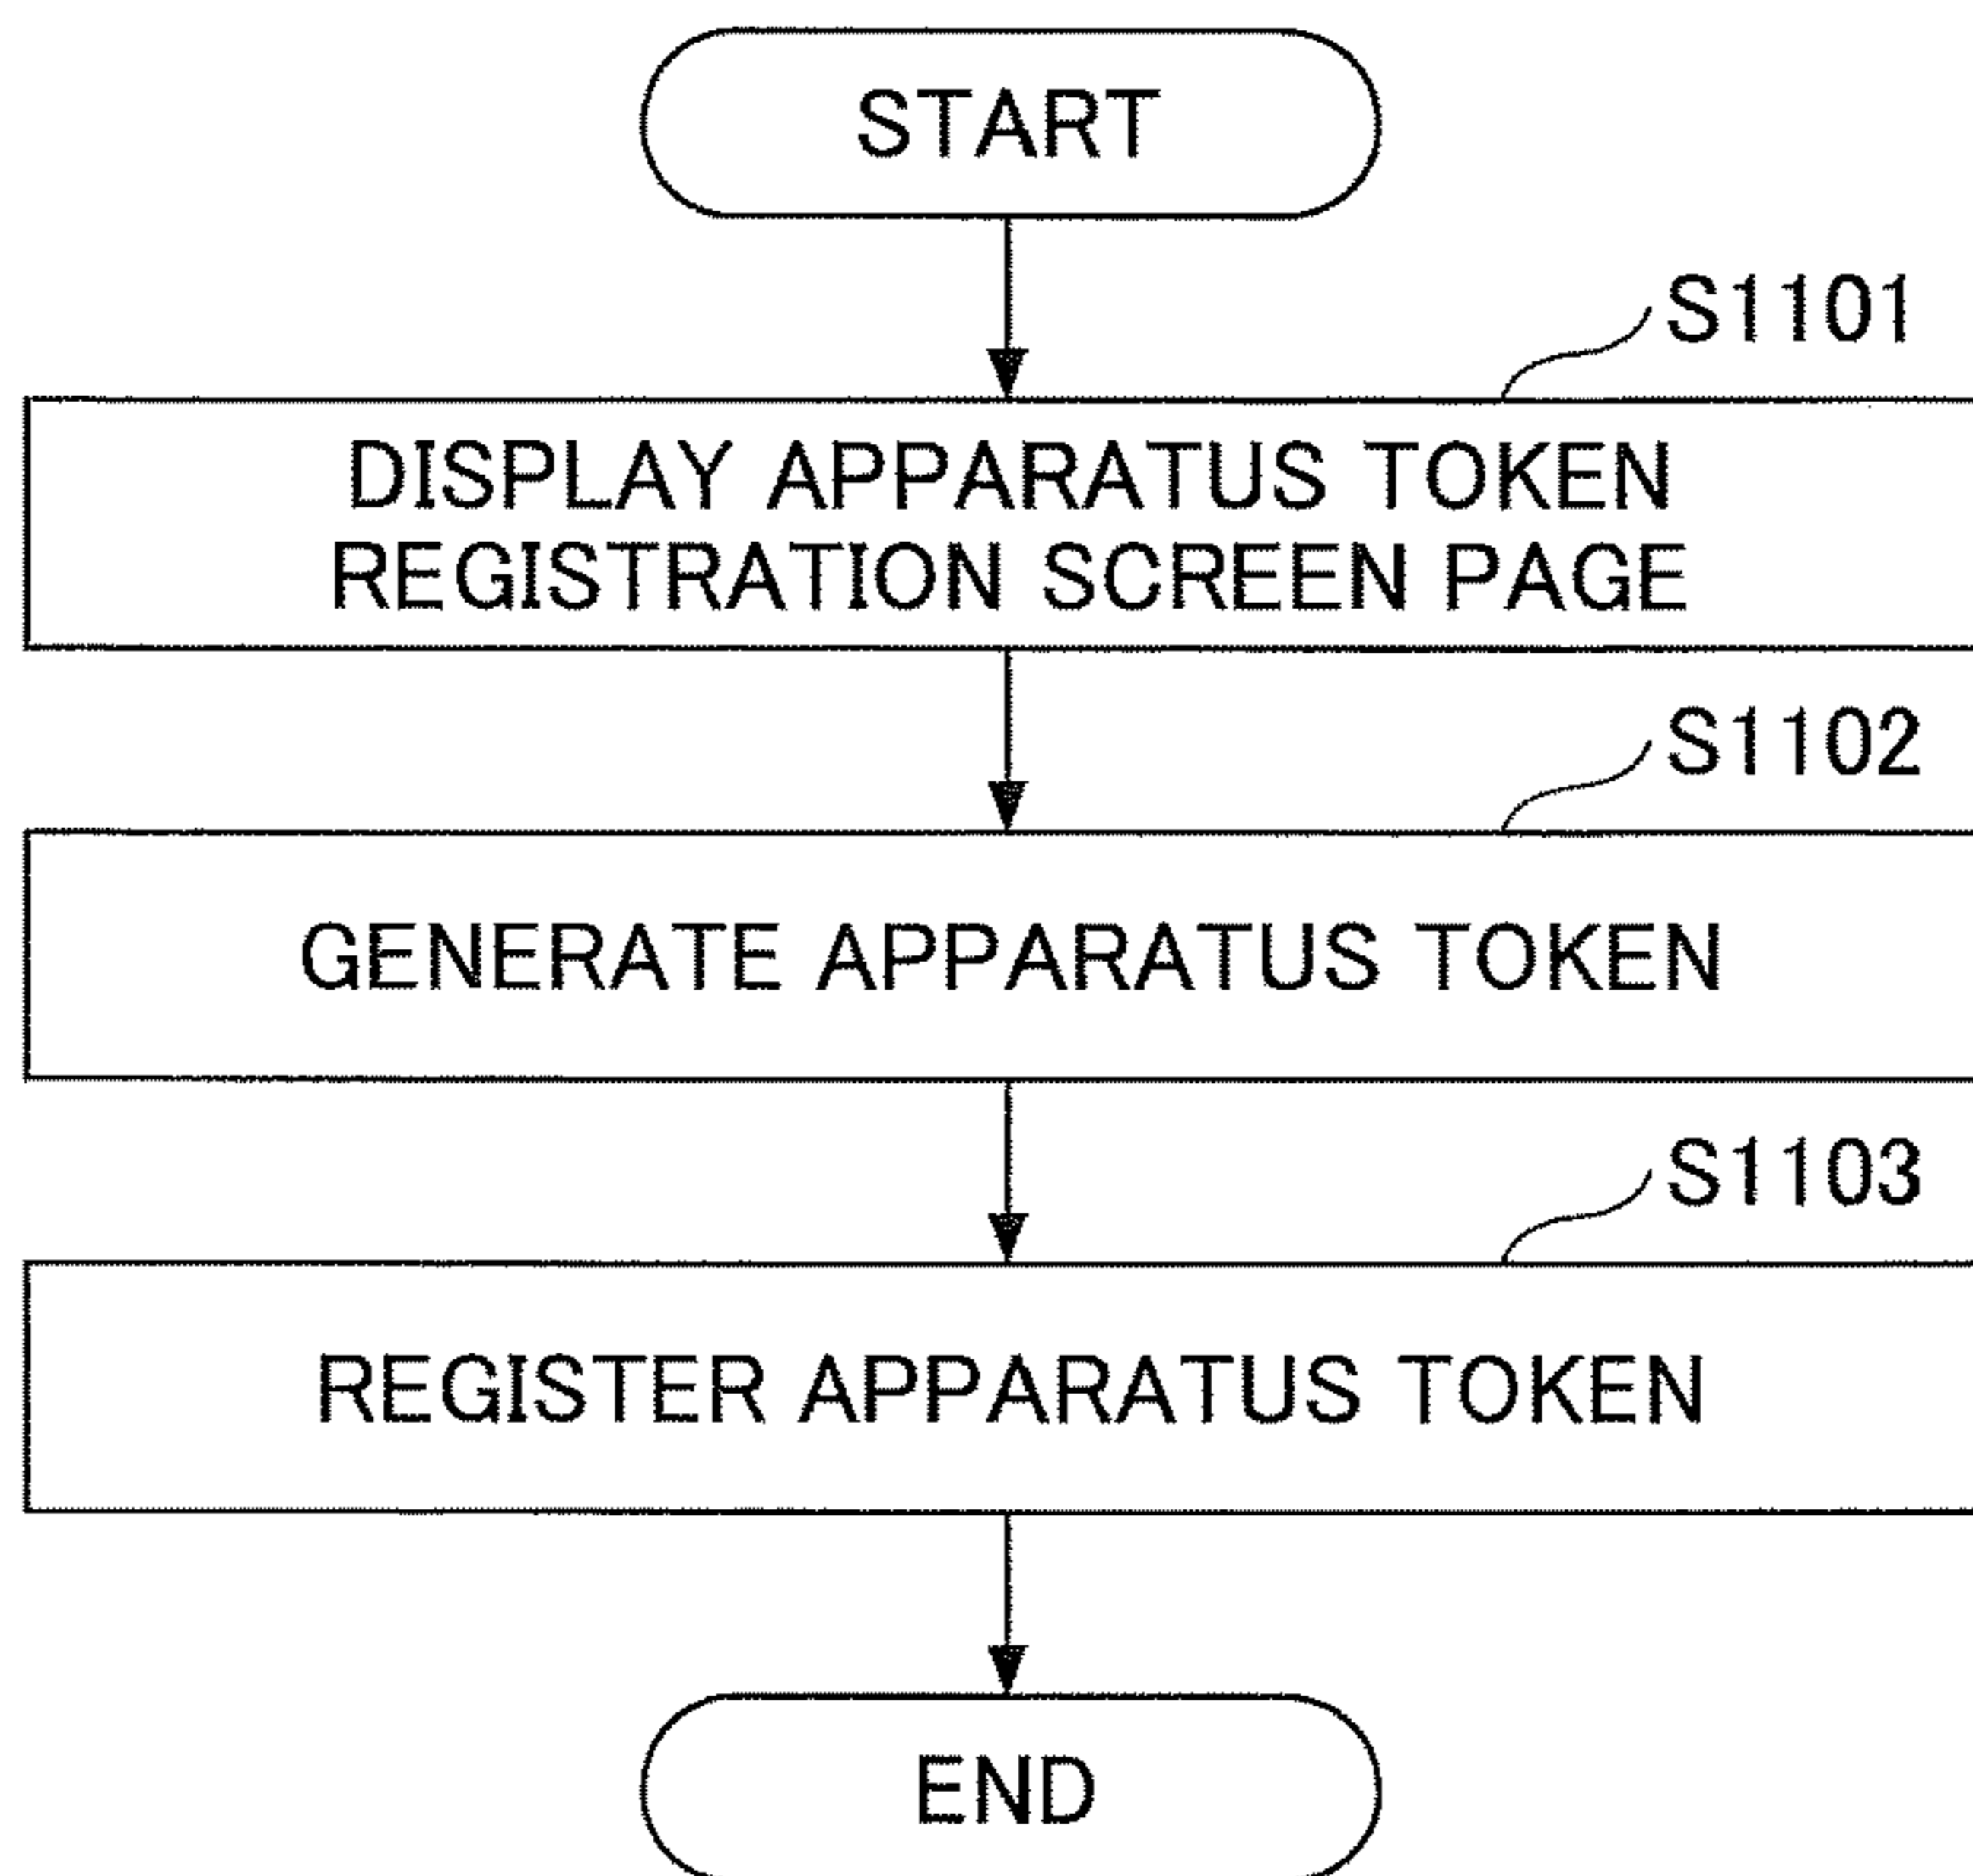 START
S1101
DISPLAY APPARATUS TOKEN
REGISTRATION SCREEN PAGE
S1102
GENERATE APPARATUS TOKEN
S1103
REGISTER APPARATUS TOKEN
END